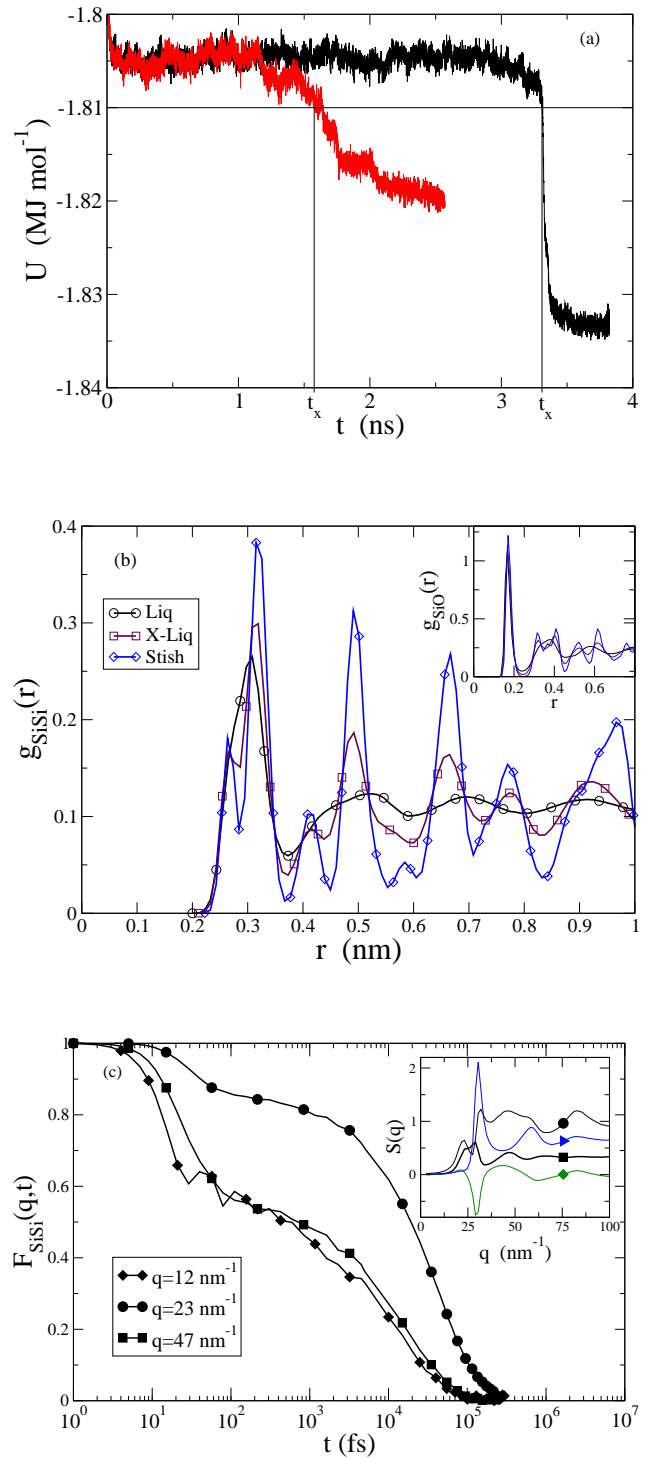 -1.8
(a)
-1.81
-1.82
-1.83
-1.84
U (MJ mol⁻¹)
0 1 2 3 4
tₓ tₓ
t (ns)
0.4
0.3
0.2
0.1
0
g_SiSi(r)
(b)
Liq
X-Liq
Stish
1
0.5
0
g_SiO(r)
0 0.2 0.4 0.6
r
0 0.1 0.2 0.3 0.4 0.5 0.6 0.7 0.8 0.9 1
r (nm)
1
0.8
0.6
0.4
0.2
0
F_SiSi(q,t)
(c)
q=12 nm⁻¹
q=23 nm⁻¹
q=47 nm⁻¹
2
1
0
S(q)
0 25 50 75 100
q (nm⁻¹)
10⁰ 10¹ 10² 10³ 10⁴ 10⁵ 10⁶ 10⁷
t (fs)